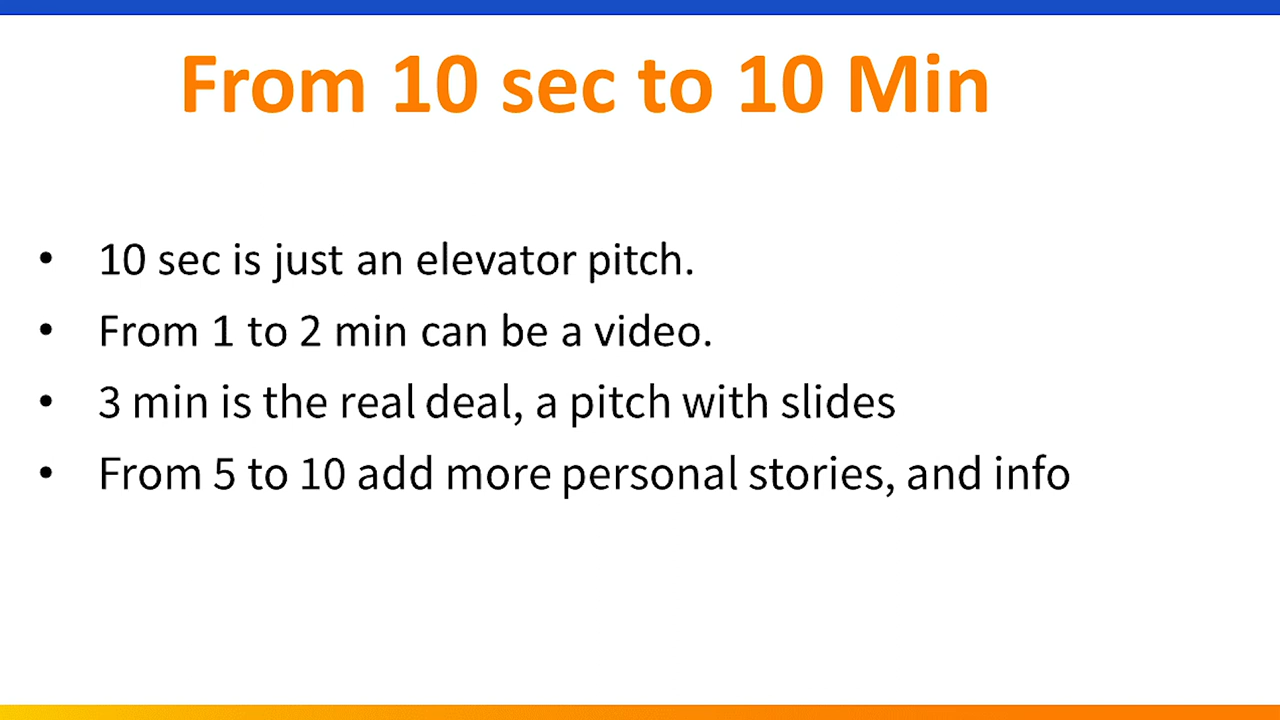 From 10 sec to 10 Min
• 10 sec is just an elevator pitch.
• From 1 to 2 min can be a video.
• 3 min is the real deal, a pitch with slides
• From 5 to 10 add more personal stories, and info